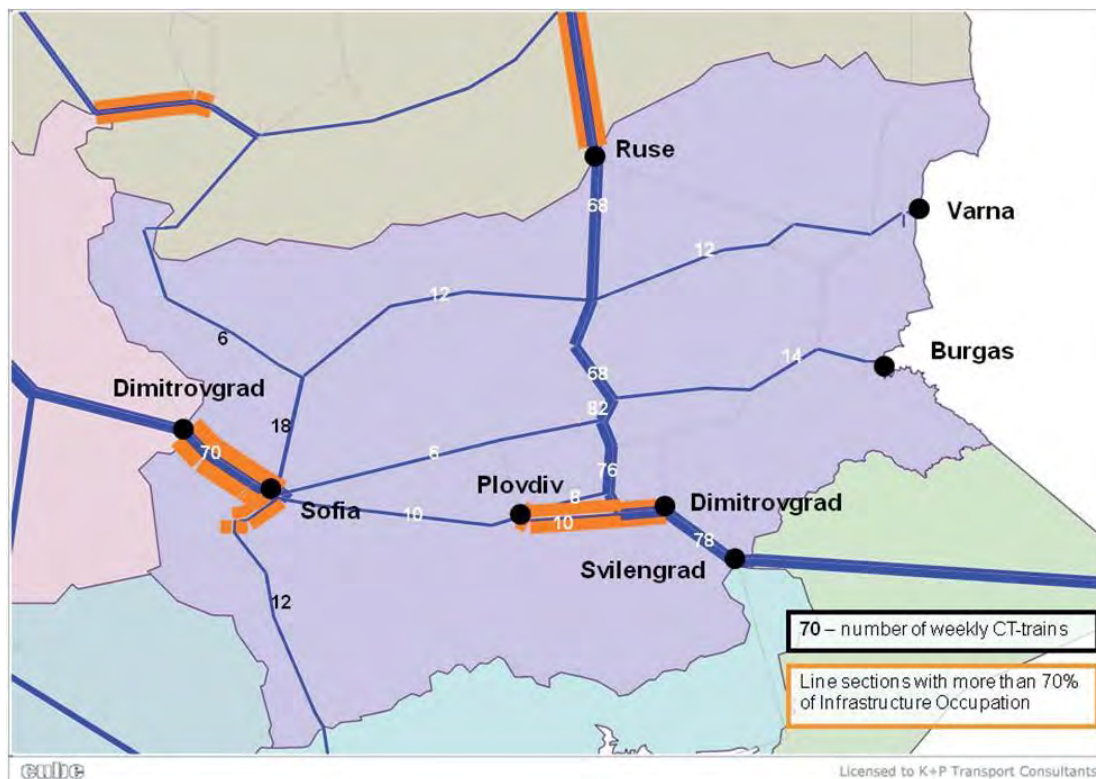 Ruse
68
Varna
12
12
6
Burgas
14
68
Dimitrovgrad
82
18
70
6
76
Plovdiv
8
Dimitrovgrad
Sofia
10
10
78
Svilengrad
12
70 – number of weekly CT-trains
Line sections with more than 70%
of Infrastructure Occupation
cube
Licensed to K+P Transport Consultants